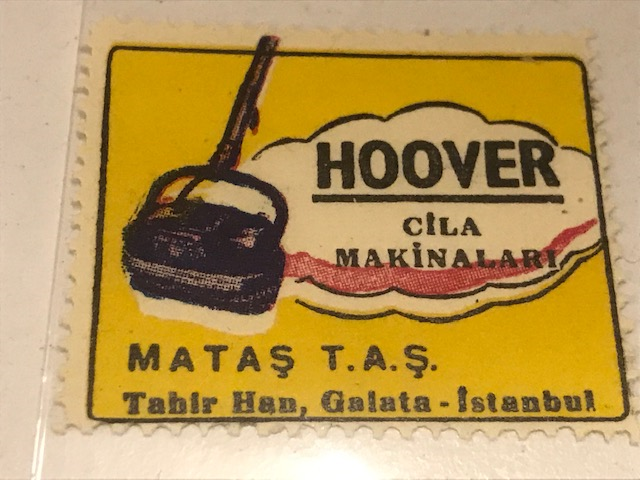 HOOVER
CİLA
MAKİNALARI
MATAŞ T.A.Ş.
Tahir Han, Galata - İstanbul